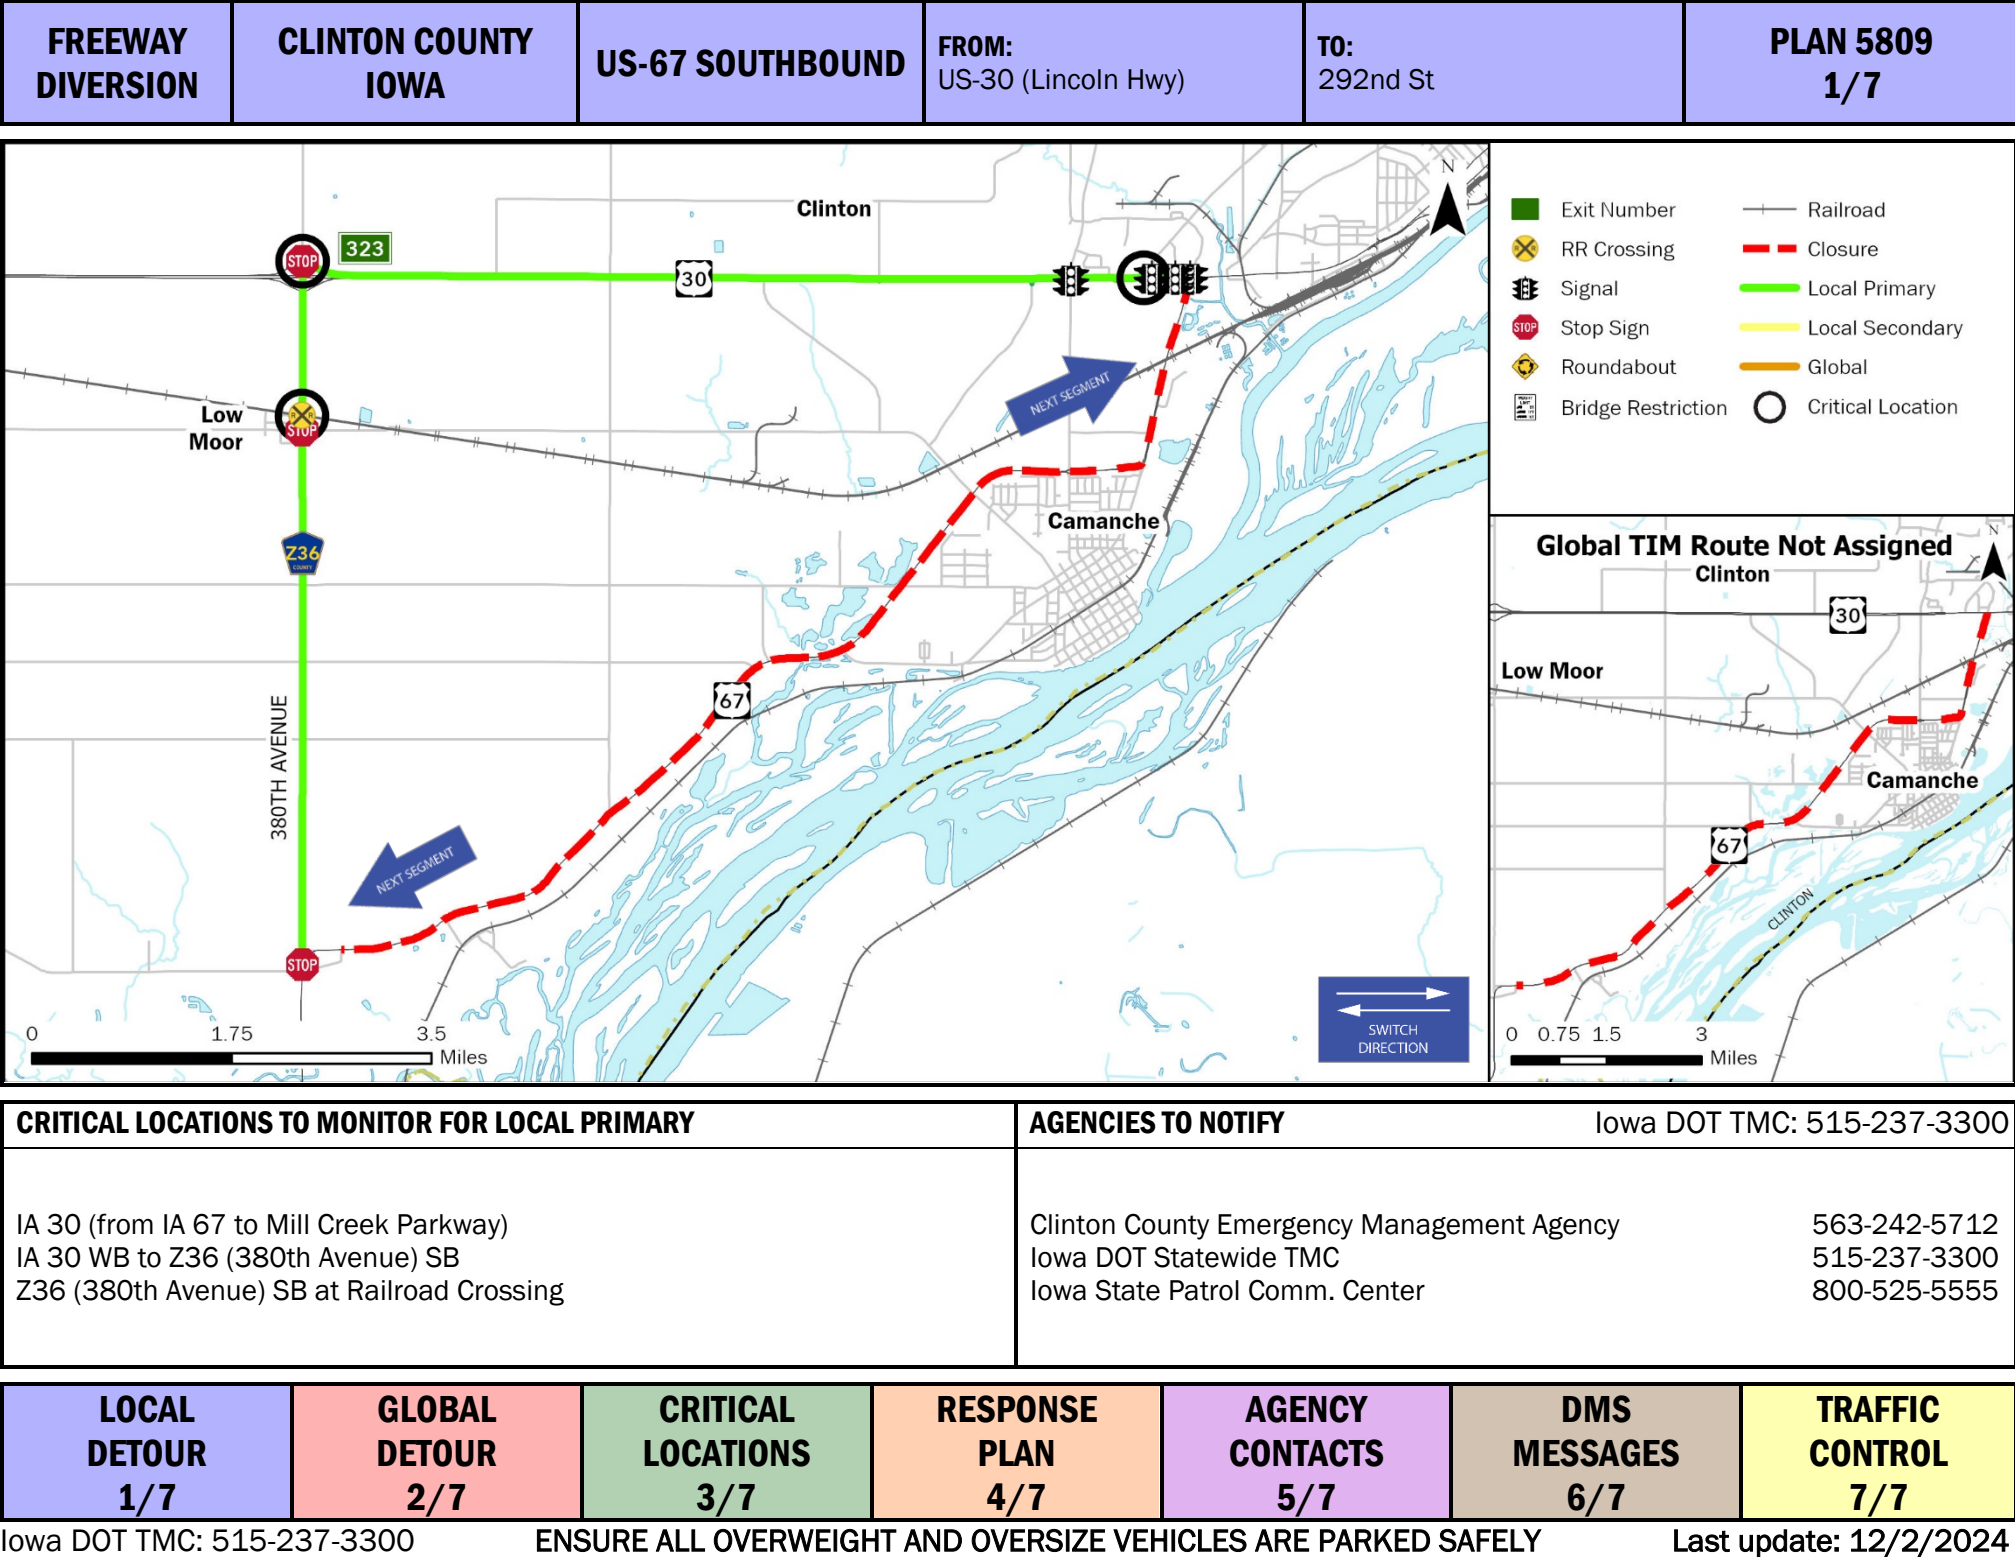 FREEWAY
DIVERSION
CLINTON COUNTY
IOWA
US-67 SOUTHBOUND
FROM:
US-30 (Lincoln Hwy)
TO:
292nd St
PLAN 5809
1/7
Clinton
N
STOP
323
30
Low
Moor
R R
STOP
NEXT SEGMENT
Camanche
Z36
COUNTY
67
380TH AVENUE
NEXT SEGMENT
STOP
0 1.75 3.5
Miles
SWITCH
DIRECTION
Exit Number
RR Crossing
Signal
STOP Stop Sign
Roundabout
Bridge Restriction
Railroad
Closure
Local Primary
Local Secondary
Global
Critical Location
Global TIM Route Not Assigned
N
Clinton
30
Low Moor
Camanche
67
CLINTON
0 0.75 1.5 3
Miles
CRITICAL LOCATIONS TO MONITOR FOR LOCAL PRIMARY
IA 30 (from IA 67 to Mill Creek Parkway)
IA 30 WB to Z36 (380th Avenue) SB
Z36 (380th Avenue) SB at Railroad Crossing
AGENCIES TO NOTIFY Iowa DOT TMC: 515-237-3300
Clinton County Emergency Management Agency 563-242-5712
Iowa DOT Statewide TMC 515-237-3300
Iowa State Patrol Comm. Center 800-525-5555
LOCAL
DETOUR
1/7
GLOBAL
DETOUR
2/7
CRITICAL
LOCATIONS
3/7
RESPONSE
PLAN
4/7
AGENCY
CONTACTS
5/7
DMS
MESSAGES
6/7
TRAFFIC
CONTROL
7/7
Iowa DOT TMC: 515-237-3300 ENSURE ALL OVERWEIGHT AND OVERSIZE VEHICLES ARE PARKED SAFELY Last update: 12/2/2024